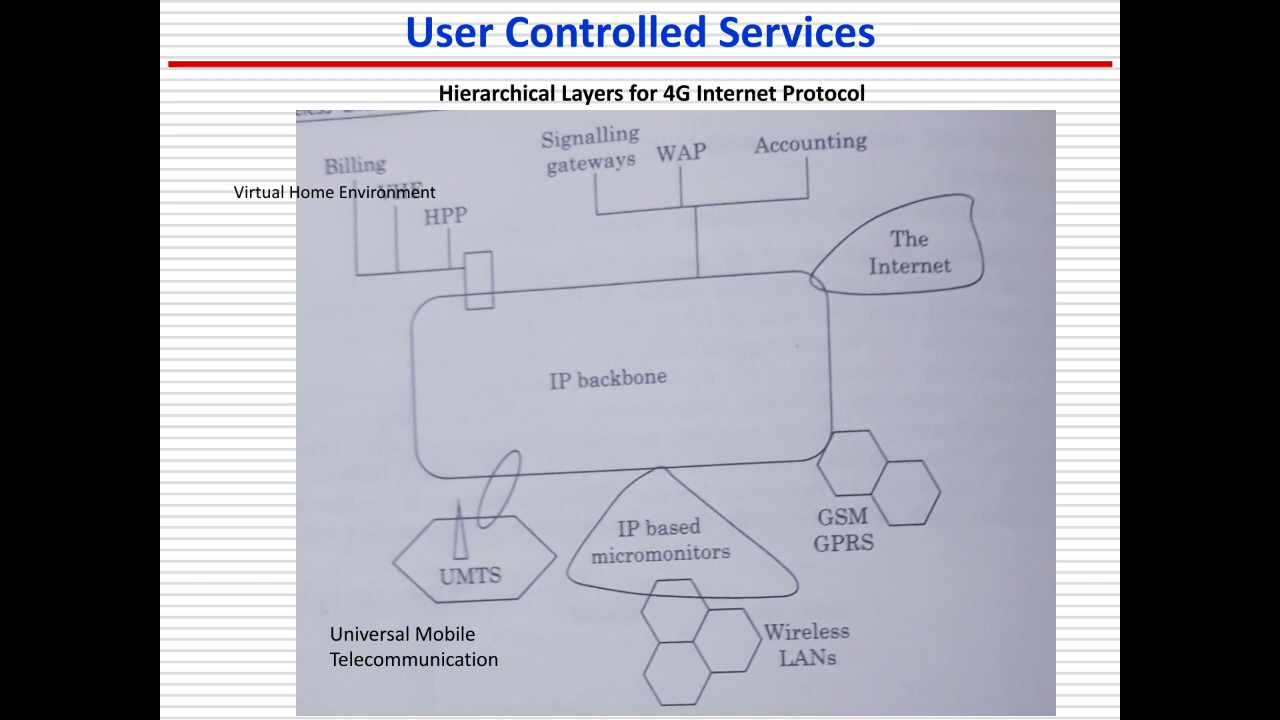 User Controlled Services
Hierarchical Layers for 4G Internet Protocol
Signalling
gateways
WAP
Accounting
Billing
Virtual Home Environment
HPP
The
Internet
IP backbone
IP based
micromonitors
GSM
GPRS
UMTS
Universal Mobile
Telecommunication
Wireless
LANs